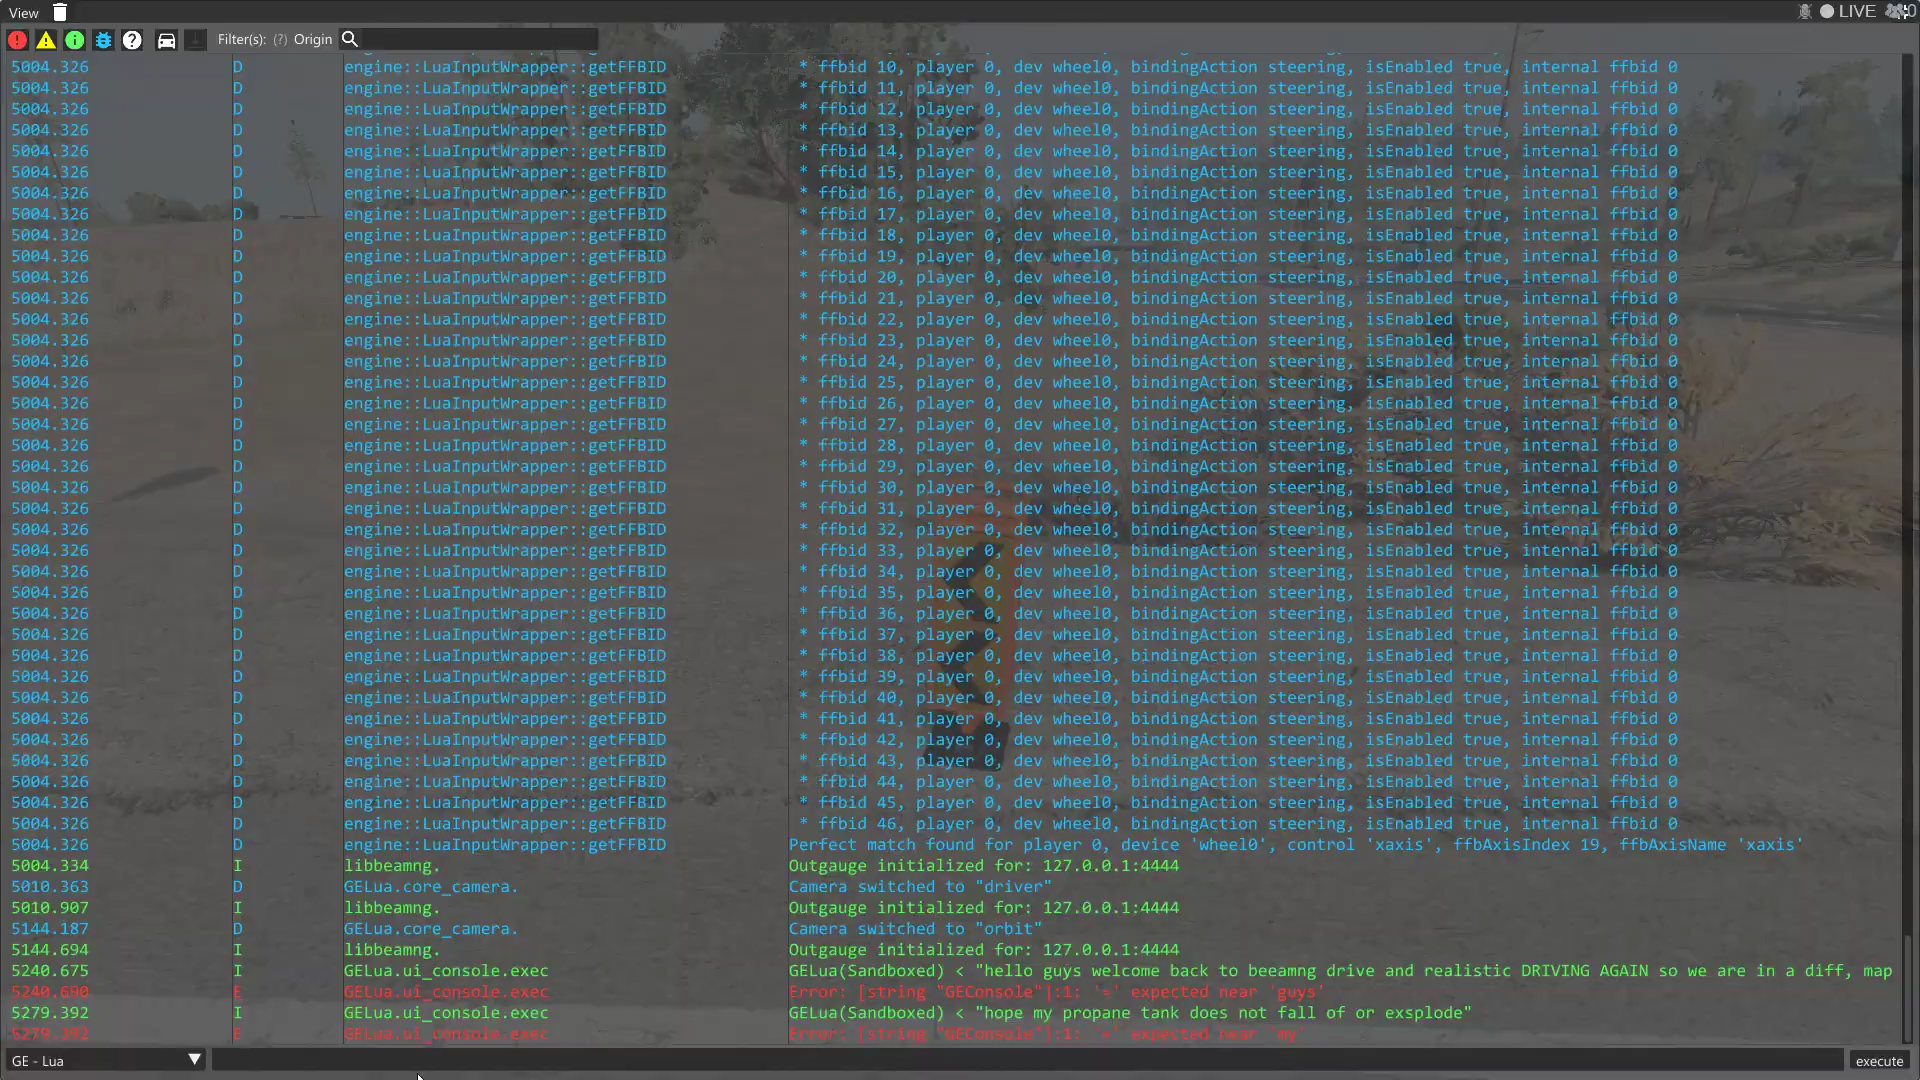 View
LIVE 0
Filter(s): (?) Origin
5004.326 D engine::LuaInputWrapper::getFFBID * ffbid 10, player 0, dev wheel0, bindingAction steering, isEnabled true, internal ffbid 0
5004.326 D engine::LuaInputWrapper::getFFBID * ffbid 11, player 0, dev wheel0, bindingAction steering, isEnabled true, internal ffbid 0
5004.326 D engine::LuaInputWrapper::getFFBID * ffbid 12, player 0, dev wheel0, bindingAction steering, isEnabled true, internal ffbid 0
5004.326 D engine::LuaInputWrapper::getFFBID * ffbid 13, player 0, dev wheel0, bindingAction steering, isEnabled true, internal ffbid 0
5004.326 D engine::LuaInputWrapper::getFFBID * ffbid 14, player 0, dev wheel0, bindingAction steering, isEnabled true, internal ffbid 0
5004.326 D engine::LuaInputWrapper::getFFBID * ffbid 15, player 0, dev wheel0, bindingAction steering, isEnabled true, internal ffbid 0
5004.326 D engine::LuaInputWrapper::getFFBID * ffbid 16, player 0, dev wheel0, bindingAction steering, isEnabled true, internal ffbid 0
5004.326 D engine::LuaInputWrapper::getFFBID * ffbid 17, player 0, dev wheel0, bindingAction steering, isEnabled true, internal ffbid 0
5004.326 D engine::LuaInputWrapper::getFFBID * ffbid 18, player 0, dev wheel0, bindingAction steering, isEnabled true, internal ffbid 0
5004.326 D engine::LuaInputWrapper::getFFBID * ffbid 19, player 0, dev wheel0, bindingAction steering, isEnabled true, internal ffbid 0
5004.326 D engine::LuaInputWrapper::getFFBID * ffbid 20, player 0, dev wheel0, bindingAction steering, isEnabled true, internal ffbid 0
5004.326 D engine::LuaInputWrapper::getFFBID * ffbid 21, player 0, dev wheel0, bindingAction steering, isEnabled true, internal ffbid 0
5004.326 D engine::LuaInputWrapper::getFFBID * ffbid 22, player 0, dev wheel0, bindingAction steering, isEnabled true, internal ffbid 0
5004.326 D engine::LuaInputWrapper::getFFBID * ffbid 23, player 0, dev wheel0, bindingAction steering, isEnabled true, internal ffbid 0
5004.326 D engine::LuaInputWrapper::getFFBID * ffbid 24, player 0, dev wheel0, bindingAction steering, isEnabled true, internal ffbid 0
5004.326 D engine::LuaInputWrapper::getFFBID * ffbid 25, player 0, dev wheel0, bindingAction steering, isEnabled true, internal ffbid 0
5004.326 D engine::LuaInputWrapper::getFFBID * ffbid 26, player 0, dev wheel0, bindingAction steering, isEnabled true, internal ffbid 0
5004.326 D engine::LuaInputWrapper::getFFBID * ffbid 27, player 0, dev wheel0, bindingAction steering, isEnabled true, internal ffbid 0
5004.326 D engine::LuaInputWrapper::getFFBID * ffbid 28, player 0, dev wheel0, bindingAction steering, isEnabled true, internal ffbid 0
5004.326 D engine::LuaInputWrapper::getFFBID * ffbid 29, player 0, dev wheel0, bindingAction steering, isEnabled true, internal ffbid 0
5004.326 D engine::LuaInputWrapper::getFFBID * ffbid 30, player 0, dev wheel0, bindingAction steering, isEnabled true, internal ffbid 0
5004.326 D engine::LuaInputWrapper::getFFBID * ffbid 31, player 0, dev wheel0, bindingAction steering, isEnabled true, internal ffbid 0
5004.326 D engine::LuaInputWrapper::getFFBID * ffbid 32, player 0, dev wheel0, bindingAction steering, isEnabled true, internal ffbid 0
5004.326 D engine::LuaInputWrapper::getFFBID * ffbid 33, player 0, dev wheel0, bindingAction steering, isEnabled true, internal ffbid 0
5004.326 D engine::LuaInputWrapper::getFFBID * ffbid 34, player 0, dev wheel0, bindingAction steering, isEnabled true, internal ffbid 0
5004.326 D engine::LuaInputWrapper::getFFBID * ffbid 35, player 0, dev wheel0, bindingAction steering, isEnabled true, internal ffbid 0
5004.326 D engine::LuaInputWrapper::getFFBID * ffbid 36, player 0, dev wheel0, bindingAction steering, isEnabled true, internal ffbid 0
5004.326 D engine::LuaInputWrapper::getFFBID * ffbid 37, player 0, dev wheel0, bindingAction steering, isEnabled true, internal ffbid 0
5004.326 D engine::LuaInputWrapper::getFFBID * ffbid 38, player 0, dev wheel0, bindingAction steering, isEnabled true, internal ffbid 0
5004.326 D engine::LuaInputWrapper::getFFBID * ffbid 39, player 0, dev wheel0, bindingAction steering, isEnabled true, internal ffbid 0
5004.326 D engine::LuaInputWrapper::getFFBID * ffbid 40, player 0, dev wheel0, bindingAction steering, isEnabled true, internal ffbid 0
5004.326 D engine::LuaInputWrapper::getFFBID * ffbid 41, player 0, dev wheel0, bindingAction steering, isEnabled true, internal ffbid 0
5004.326 D engine::LuaInputWrapper::getFFBID * ffbid 42, player 0, dev wheel0, bindingAction steering, isEnabled true, internal ffbid 0
5004.326 D engine::LuaInputWrapper::getFFBID * ffbid 43, player 0, dev wheel0, bindingAction steering, isEnabled true, internal ffbid 0
5004.326 D engine::LuaInputWrapper::getFFBID * ffbid 44, player 0, dev wheel0, bindingAction steering, isEnabled true, internal ffbid 0
5004.326 D engine::LuaInputWrapper::getFFBID * ffbid 45, player 0, dev wheel0, bindingAction steering, isEnabled true, internal ffbid 0
5004.326 D engine::LuaInputWrapper::getFFBID * ffbid 46, player 0, dev wheel0, bindingAction steering, isEnabled true, internal ffbid 0
5004.326 D engine::LuaInputWrapper::getFFBID Perfect match found for player 0, device 'wheel0', control 'xaxis', ffbAxisIndex 19, ffbAxisName 'xaxis'
5004.334 I libbeamng. Outgauge initialized for: 127.0.0.1:4444
5010.363 D GELua.core_camera. Camera switched to "driver"
5010.907 I libbeamng. Outgauge initialized for: 127.0.0.1:4444
5144.187 D GELua.core_camera. Camera switched to "orbit"
5144.694 I libbeamng. Outgauge initialized for: 127.0.0.1:4444
5240.675 I GELua.ui_console.exec GELua(Sandboxed) < "hello guys welcome back to beeamng drive and realistic DRIVING AGAIN so we are in a diff, map
5240.690 E GELua.ui_console.exec Error: [string "GEConsole"]:1: '=' expected near 'guys'
5279.392 I GELua.ui_console.exec GELua(Sandboxed) < "hope my propane tank does not fall of or exsplode"
5279.392 E GELua.ui_console.exec Error: [string "GEConsole"]:1: '=' expected near 'my'
GE - Lua execute